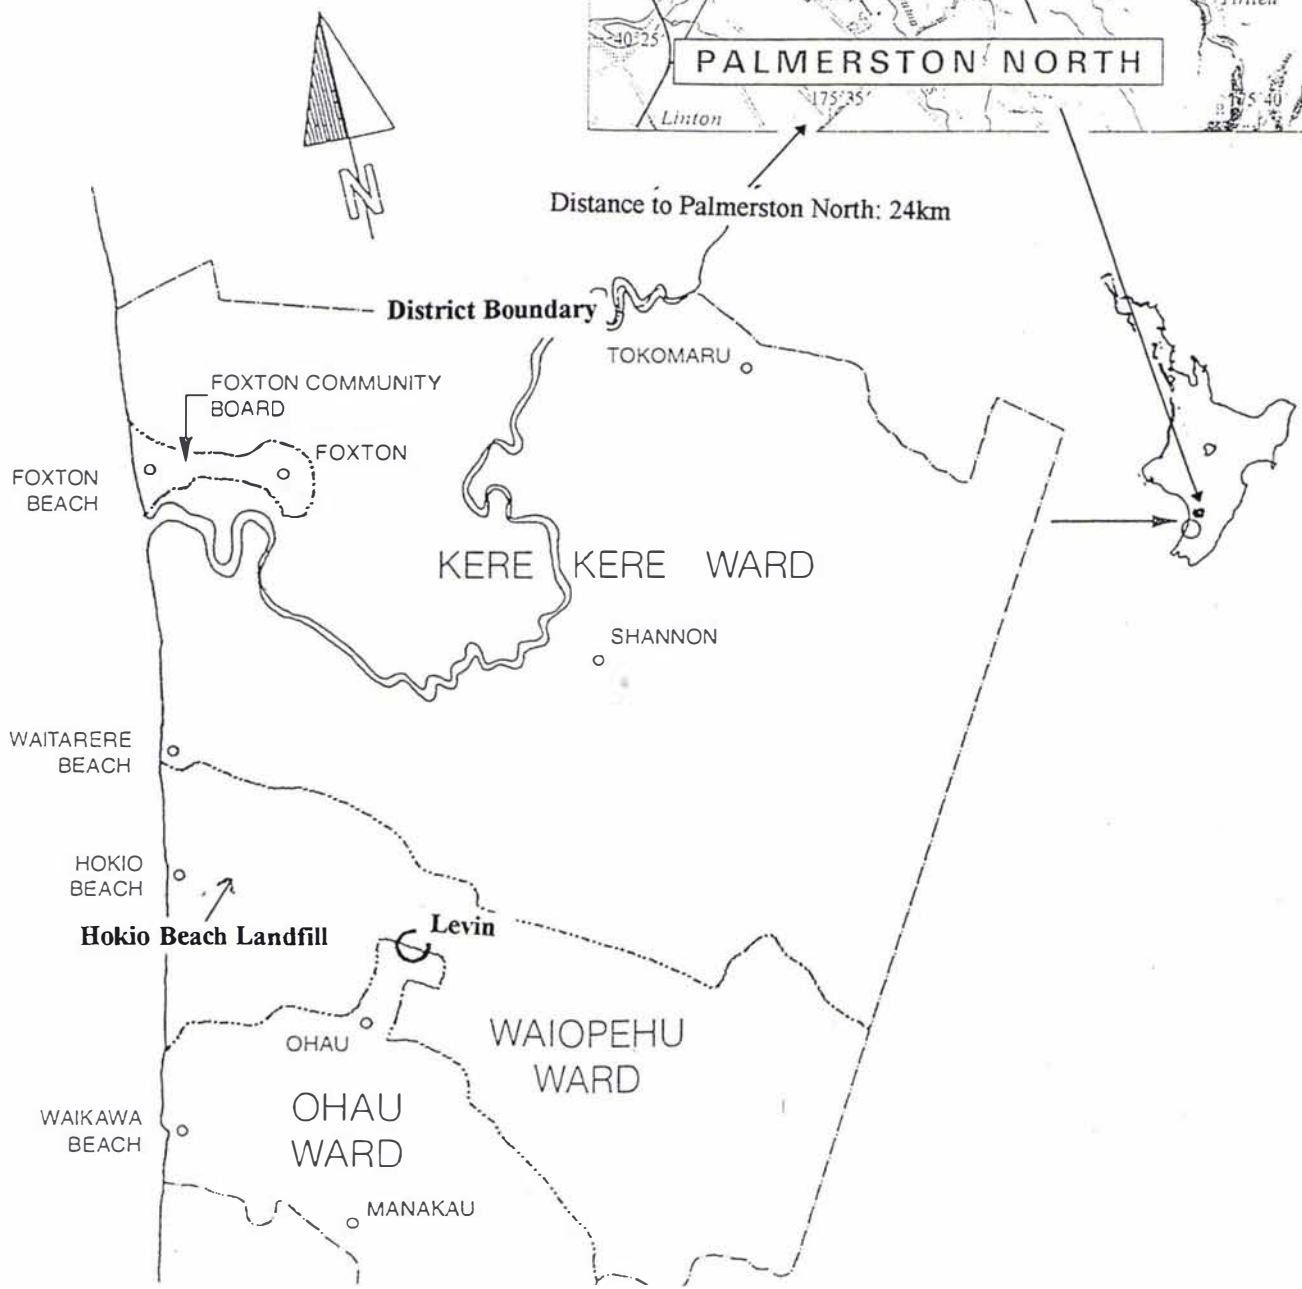 40°25'
PALMERSTON NORTH
175°35'
175°40'
Linton
N
Distance to Palmerston North: 24km
District Boundary
TOKOMARU
FOXTON COMMUNITY
BOARD
FOXTON
FOXTON
BEACH
KERE KERE WARD
SHANNON
WAITARERE
BEACH
HOKIO
BEACH
Hokio Beach Landfill
Levin
OHAU
WAIOPEHU
WARD
OHAU
WARD
WAIKAWA
BEACH
MANAKAU